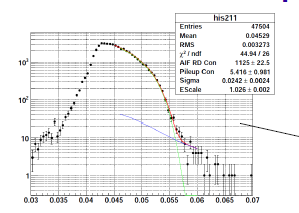 his211
Entries 47504
Mean 0.04529
RMS 0.003273
χ² / ndf 44.94 / 26
AIF RD Con 1125 ± 22.5
Pileup Con 5.416 ± 0.981
Sigma 0.0242 ± 0.0024
EScale 1.026 ± 0.002
10³
10²
10
1
0.03 0.035 0.04 0.045 0.05 0.055 0.06 0.065 0.07